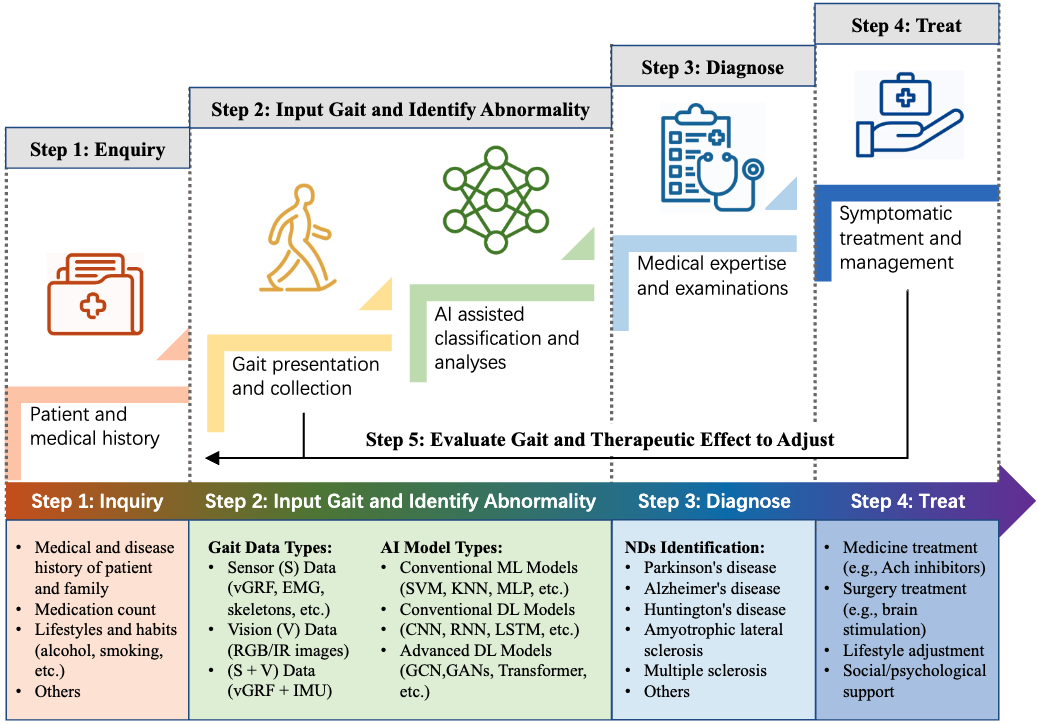 Step 4: Treat
Step 3: Diagnose
Step 2: Input Gait and Identify Abnormality
Step 1: Enquiry
Symptomatic
treatment and
management
Medical expertise
and examinations
AI assisted
classification and
analyses
Gait presentation
and collection
Patient and
medical history
Step 5: Evaluate Gait and Therapeutic Effect to Adjust
Step 1: Inquiry
Step 2: Input Gait and Identify Abnormality
Step 3: Diagnose
Step 4: Treat
• Medical and disease
history of patient
and family
• Medication count
• Lifestyles and habits
(alcohol, smoking,
etc.)
• Others
Gait Data Types:
• Sensor (S) Data
(vGRF, EMG,
skeletons, etc.)
• Vision (V) Data
(RGB/IR images)
• (S + V) Data
(vGRF + IMU)
AI Model Types:
• Conventional ML Models
(SVM, KNN, MLP, etc.)
• Conventional DL Models
(CNN, RNN, LSTM, etc.)
• Advanced DL Models
(GCN,GANs, Transformer,
etc.)
NDs Identification:
• Parkinson's disease
• Alzheimer's disease
• Huntington's disease
• Amyotrophic lateral
sclerosis
• Multiple sclerosis
• Others
• Medicine treatment
(e.g., Ach inhibitors)
• Surgery treatment
(e.g., brain
stimulation)
• Lifestyle adjustment
• Social/psychological
support